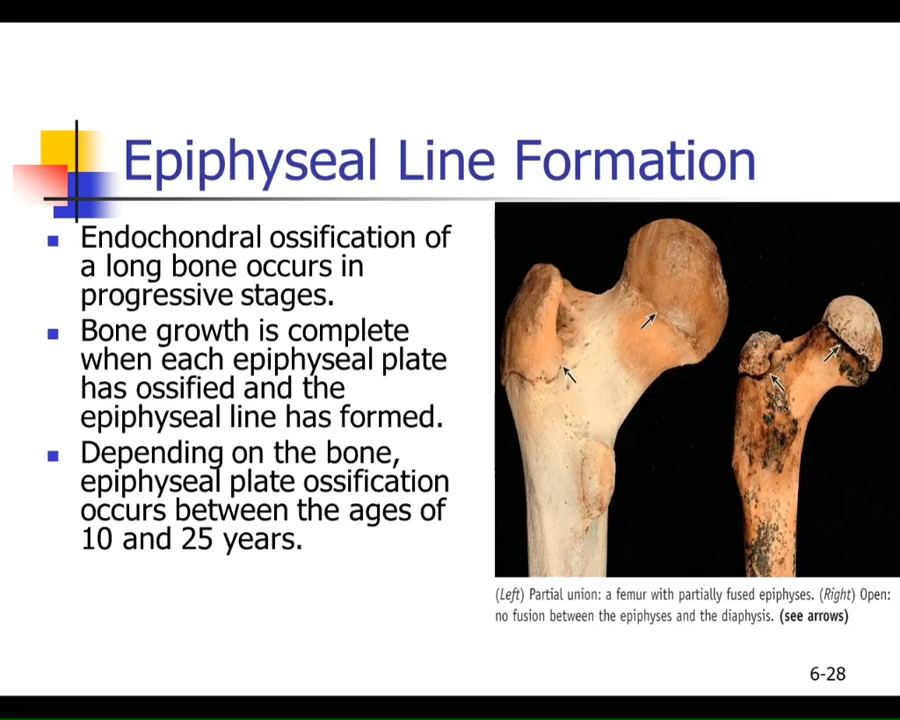 Epiphyseal Line Formation
Endochondral ossification of
a long bone occurs in
progressive stages.
Bone growth is complete
when each epiphyseal plate
has ossified and the
epiphyseal line has formed.
Depending on the bone,
epiphyseal plate ossification
occurs between the ages of
10 and 25 years.
(Left) Partial union: a femur with partially fused epiphyses. (Right) Open:
no fusion between the epiphyses and the diaphysis. (see arrows)
6-28